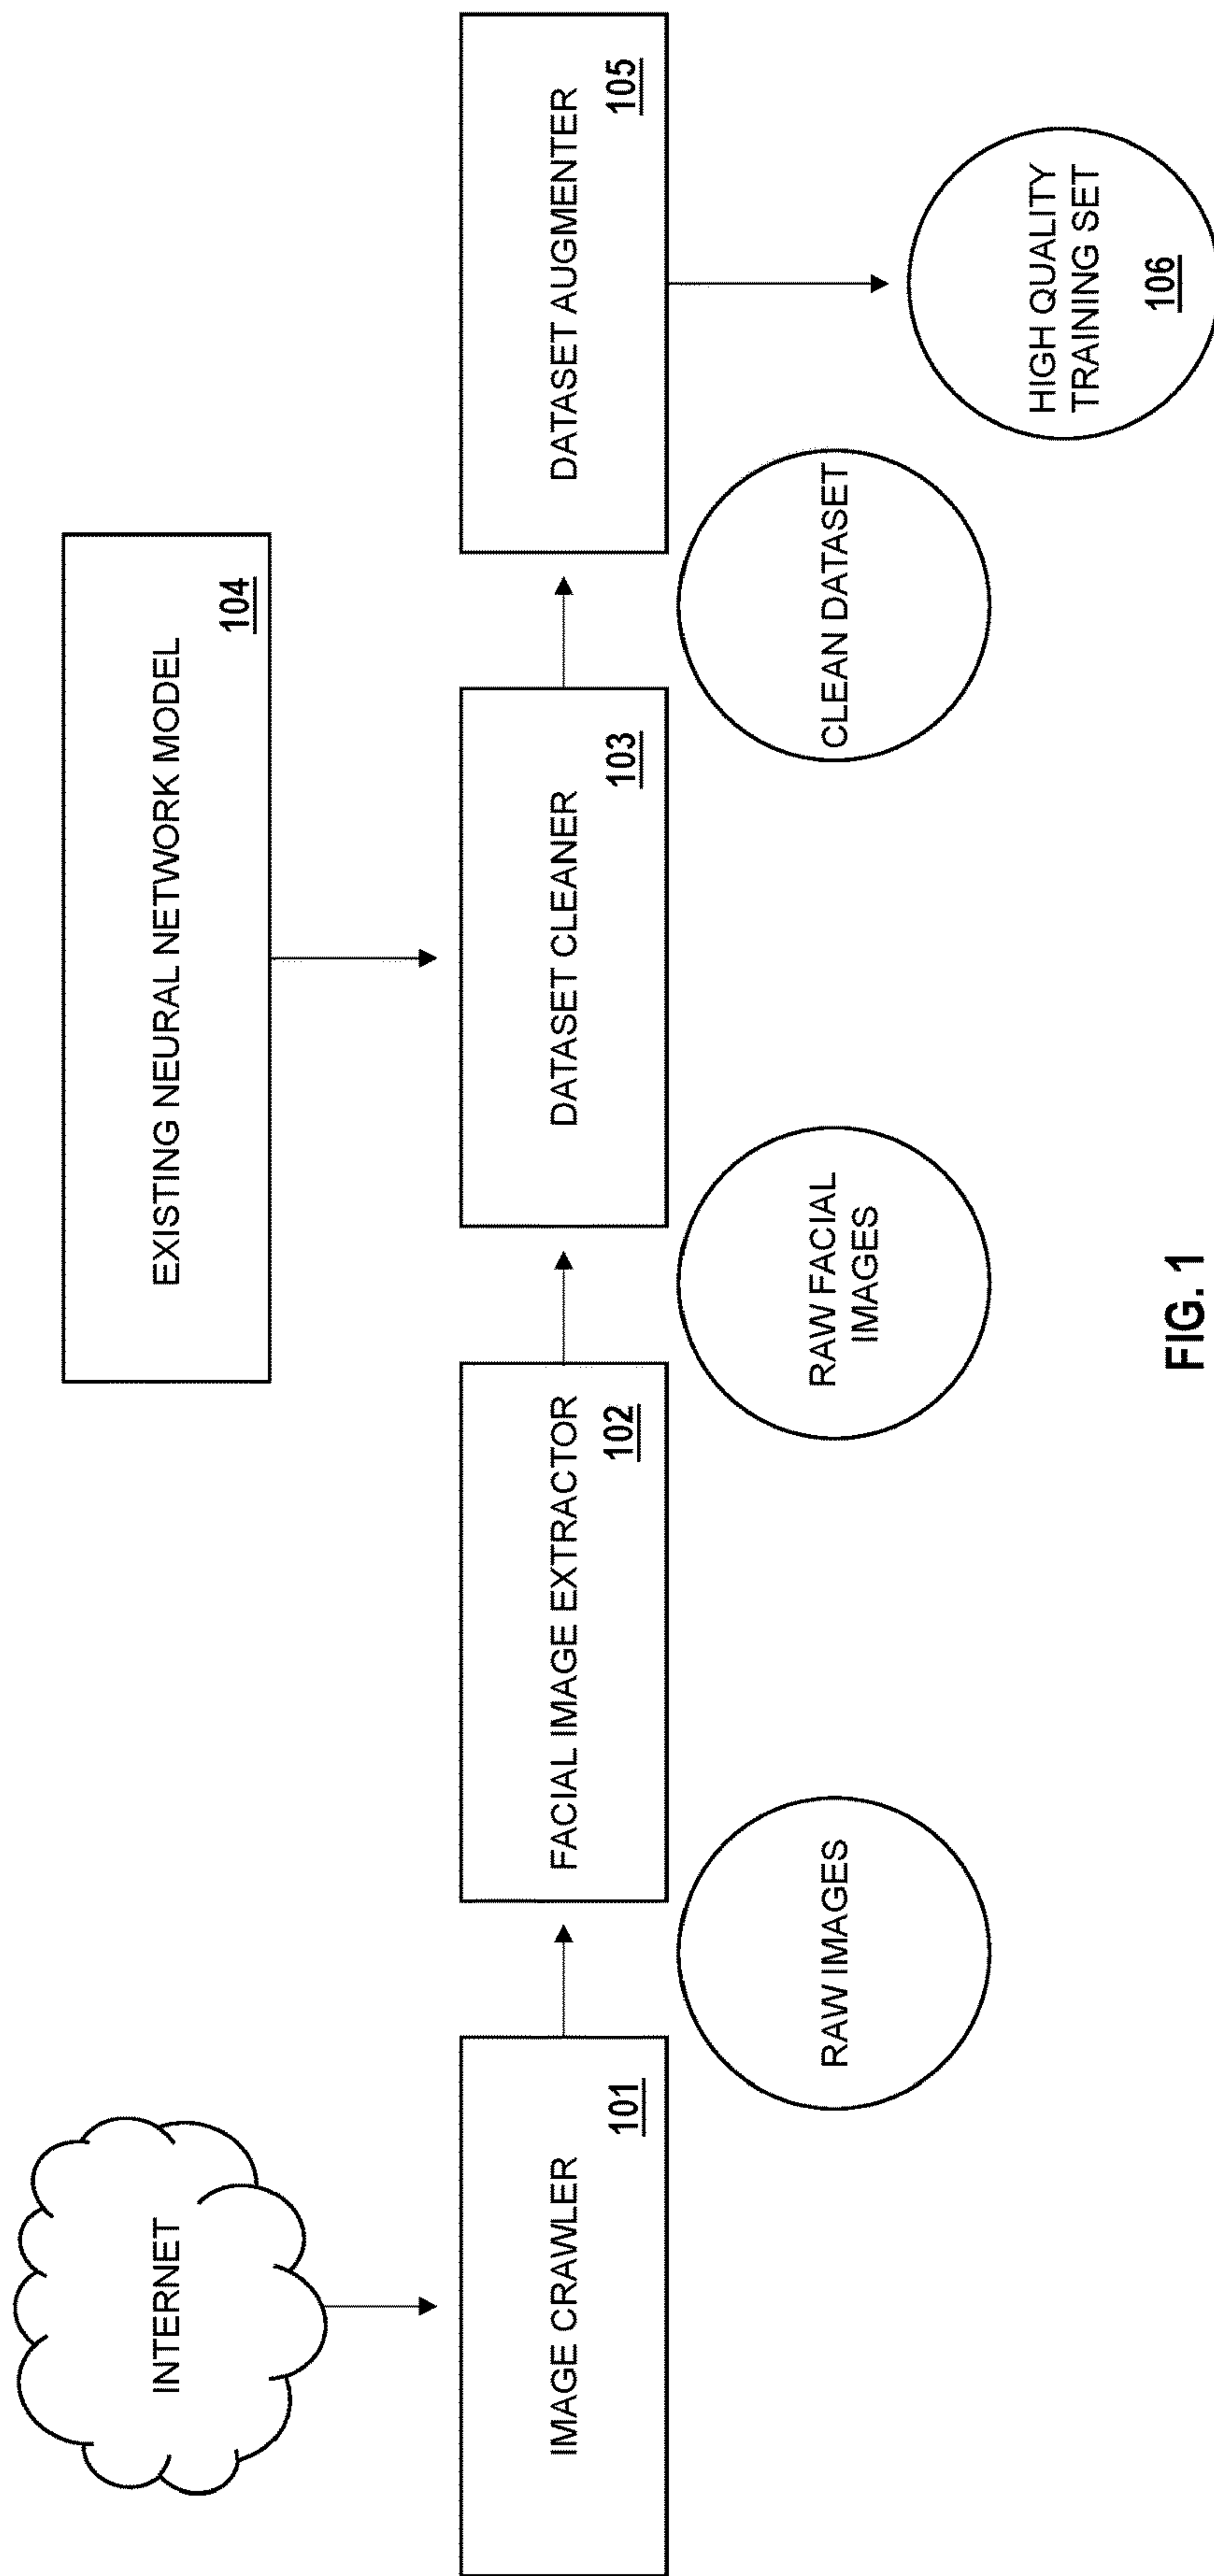 INTERNET
EXISTING NEURAL NETWORK MODEL
104
IMAGE CRAWLER
101
FACIAL IMAGE EXTRACTOR
102
DATASET CLEANER
103
DATASET AUGMENTER
105
RAW IMAGES
RAW FACIAL
IMAGES
CLEAN DATASET
HIGH QUALITY
TRAINING SET
106
FIG. 1